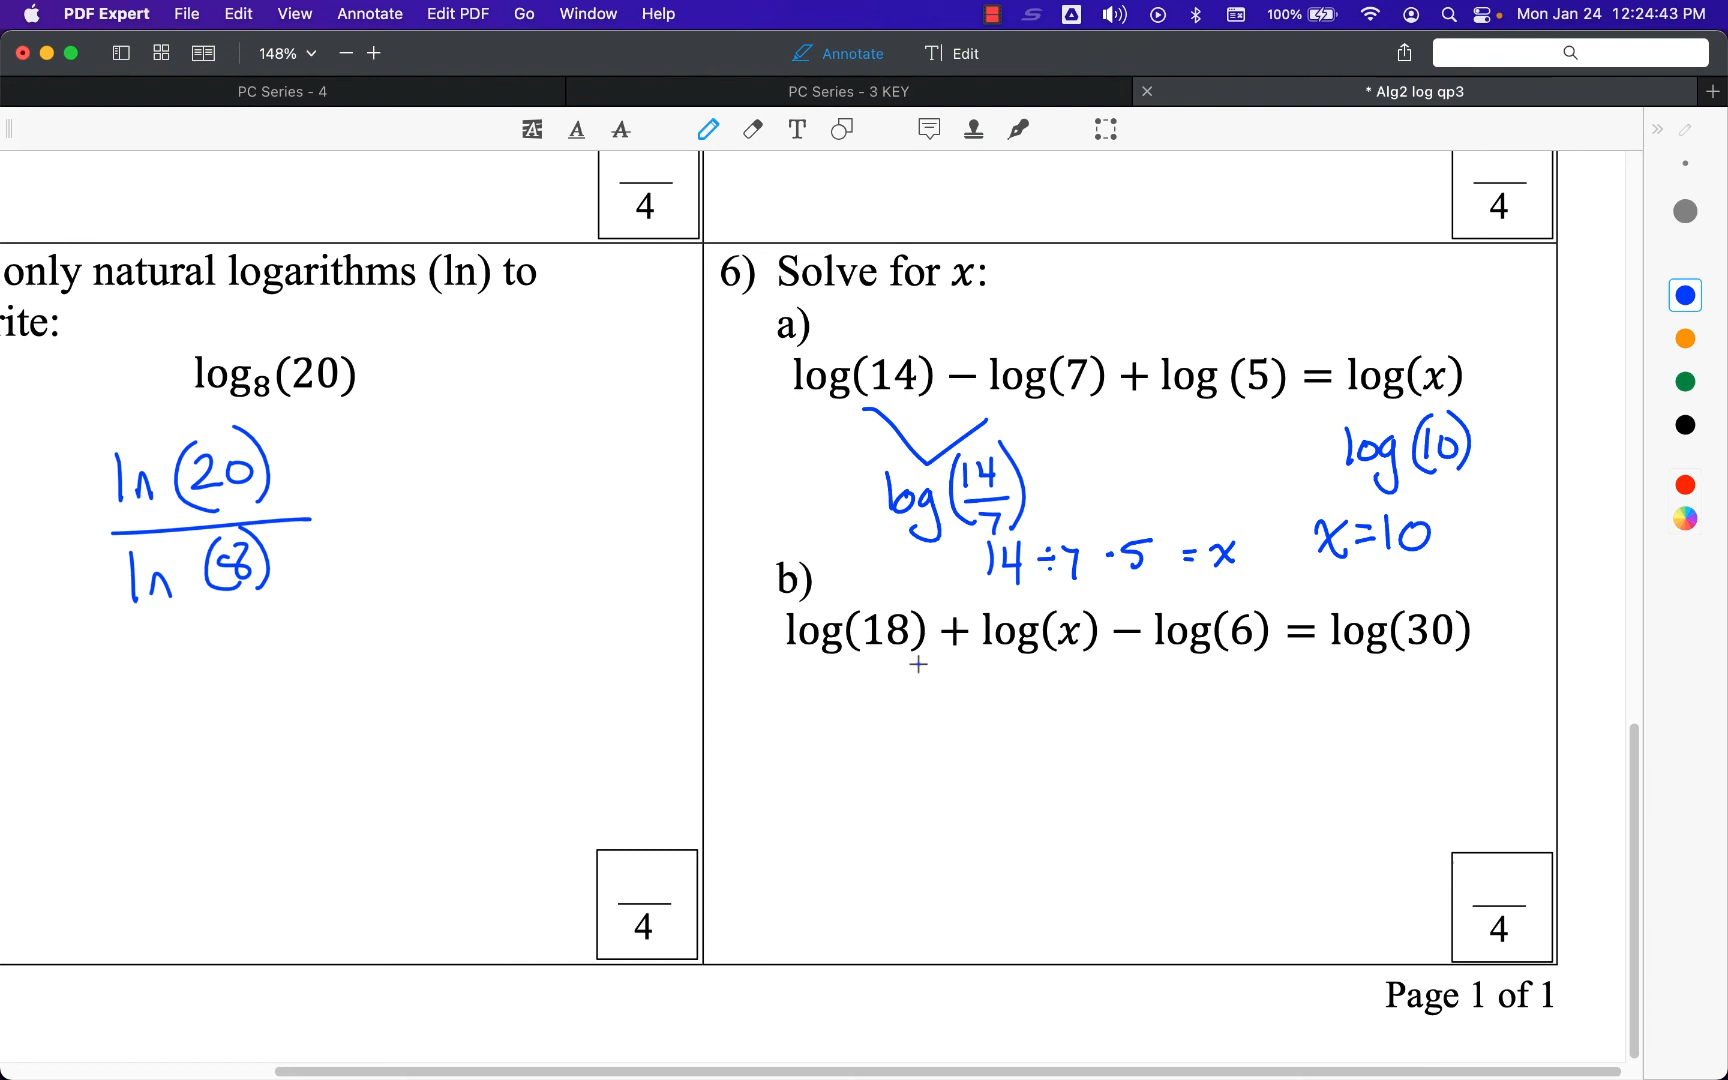 PDF Expert File Edit View Annotate Edit PDF Go Window Help 100% Mon Jan 24 12:24:43 PM
148% Annotate T Edit
PC Series - 4 PC Series - 3 KEY * Alg2 log qp3
A A A T
4 4
only natural logarithms (ln) to
rite:
log₈(20)
ln (20)
ln (8)
4
6) Solve for x:
a)
log(14) − log(7) + log (5) = log(x)
log (14/7) log (10)
14 ÷ 7 · 5 = x x = 10
b)
log(18) + log(x) − log(6) = log(30)
4
Page 1 of 1